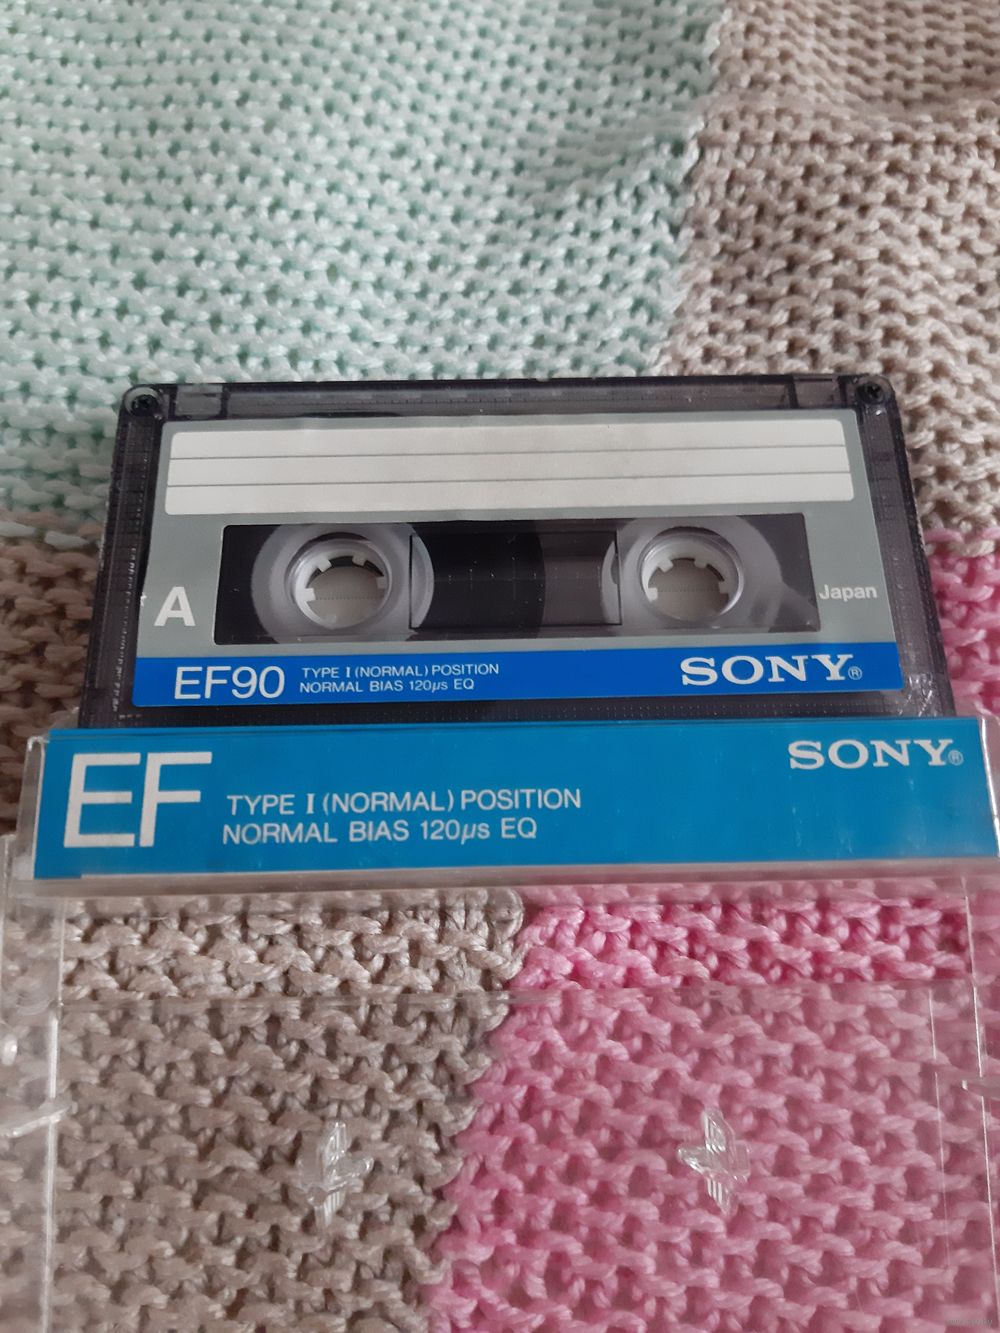 A
Japan
EF90
TYPE I (NORMAL) POSITION
NORMAL BIAS 120µs EQ
SONY®
EF
TYPE I (NORMAL) POSITION
NORMAL BIAS 120µs EQ
SONY®